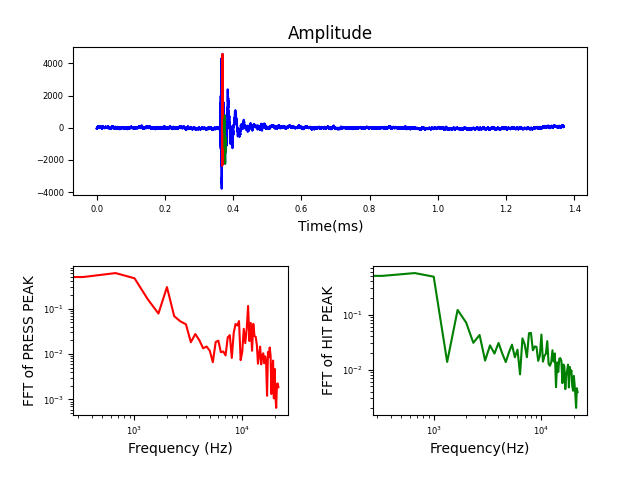 Amplitude
4000
2000
0
−2000
−4000
0.0 0.2 0.4 0.6 0.8 1.0 1.2 1.4
Time(ms)
FFT of PRESS PEAK
10⁻¹
10⁻²
10⁻³
10³ 10⁴
Frequency (Hz)
FFT of HIT PEAK
10⁻¹
10⁻²
10³ 10⁴
Frequency(Hz)